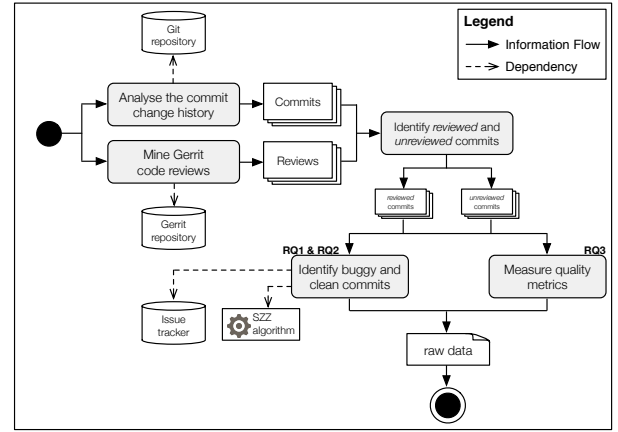 Git
repository
Legend
Information Flow
Dependency
Analyse the commit
change history
Commits
Identify reviewed and
unreviewed commits
Mine Gerrit
code reviews
Reviews
reviewed
commits
unreviewed
commits
Gerrit
repository
RQ1 & RQ2
RQ3
Identify buggy and
clean commits
Measure quality
metrics
Issue
tracker
SZZ
algorithm
raw data